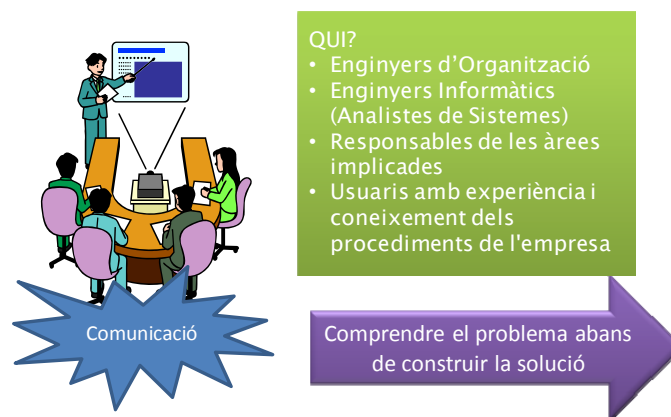 QUI?
• Enginyers d’Organització
• Enginyers Informàtics
(Analistes de Sistemes)
• Responsables de les àrees
implicades
• Usuaris amb experiència i
coneixement dels
procediments de l'empresa
Comunicació
Comprendre el problema abans
de construir la solució